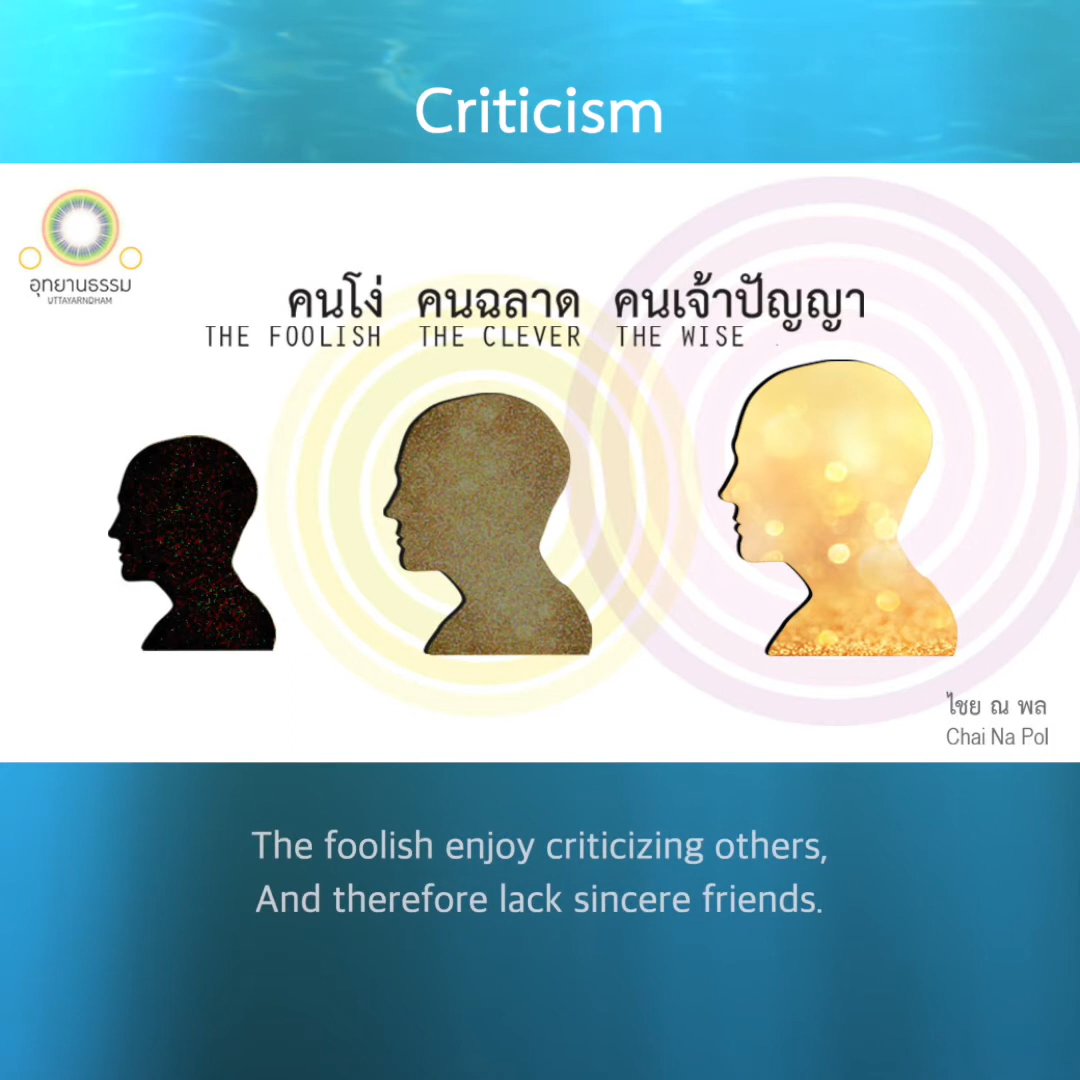 Criticism
อุทยานธรรม
UTTAYARNDHAM
คนโง่ คนฉลาด คนเจ้าปัญญา
THE FOOLISH THE CLEVER THE WISE
ไชย ณ พล
Chai Na Pol
The foolish enjoy criticizing others,
And therefore lack sincere friends.